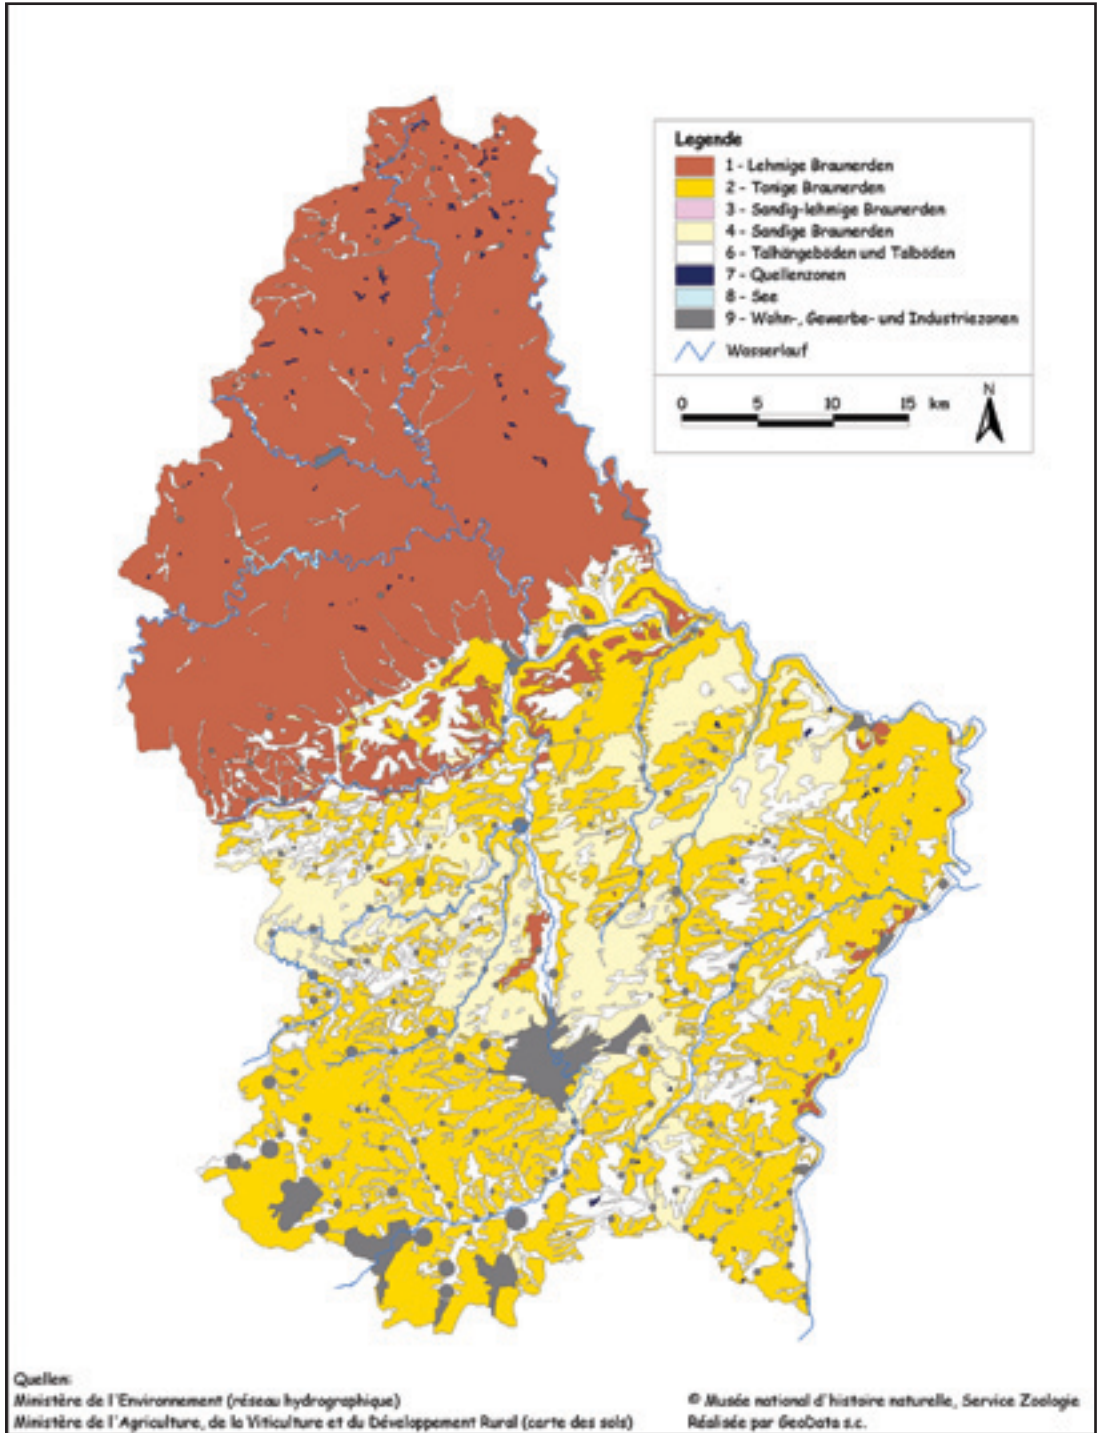 Legende
1 - Lehmige Braunerden
2 - Tonige Braunerden
3 - Sandig-lehmige Braunerden
4 - Sandige Braunerden
6 - Talhängeböden und Talböden
7 - Quellenzonen
8 - See
9 - Wohn-, Gewerbe- und Industriezonen
Wasserlauf
0 5 10 15 km
N
Quellen:
Ministère de l'Environnement (réseau hydrographique)
Ministère de l'Agriculture, de la Viticulture et du Développement Rural (carte des sols)
© Musée national d'histoire naturelle, Service Zoologie
Réalisée par GeoData s.c.